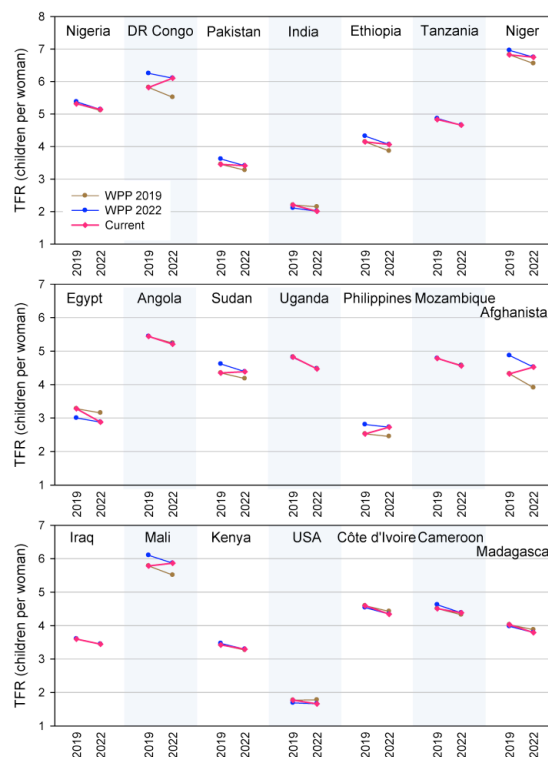 TFR (children per woman)
8
7
6
5
4
3
2
1
Nigeria DR Congo Pakistan India Ethiopia Tanzania Niger
WPP 2019
WPP 2022
Current
2019 2022 2019 2022 2019 2022 2019 2022 2019 2022 2019 2022 2019 2022
TFR (children per woman)
7
6
5
4
3
2
1
Egypt Angola Sudan Uganda Philippines Mozambique Afghanista
2019 2022 2019 2022 2019 2022 2019 2022 2019 2022 2019 2022 2019 2022
TFR (children per woman)
7
6
5
4
3
2
1
Iraq Mali Kenya USA Côte d'Ivoire Cameroon Madagasca
2019 2022 2019 2022 2019 2022 2019 2022 2019 2022 2019 2022 2019 2022